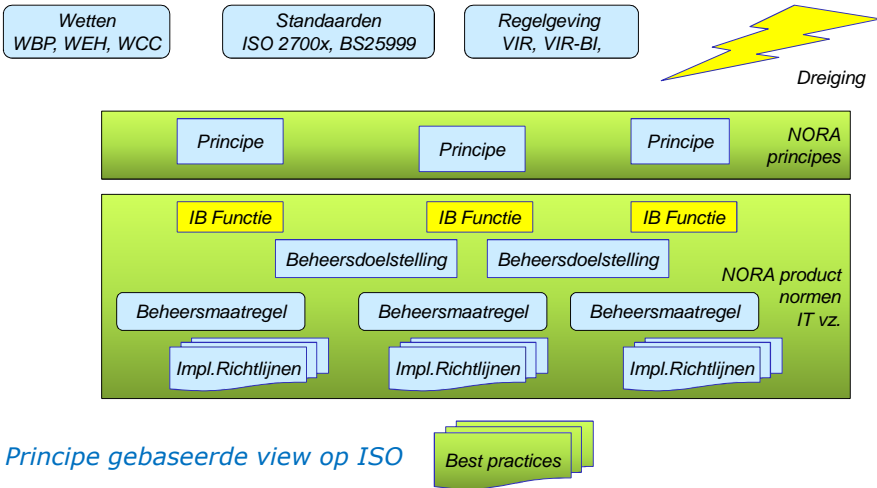 Wetten
WBP, WEH, WCC
Standaarden
ISO 2700x, BS25999
Regelgeving
VIR, VIR-BI,
Dreiging
Principe
Principe
Principe
NORA
principes
IB Functie
IB Functie
IB Functie
Beheersdoelstelling
Beheersdoelstelling
NORA product
normen
IT vz.
Beheersmaatregel
Beheersmaatregel
Beheersmaatregel
Impl.Richtlijnen
Impl.Richtlijnen
Impl.Richtlijnen
Principe gebaseerde view op ISO
Best practices